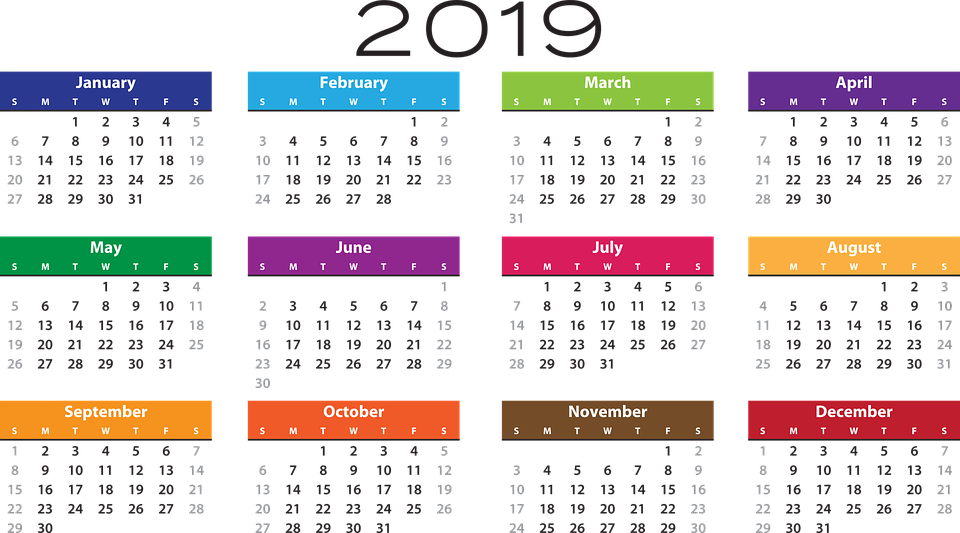 2019
January
S M T W T F S
1 2 3 4 5
6 7 8 9 10 11 12
13 14 15 16 17 18 19
20 21 22 23 24 25 26
27 28 29 30 31
February
S M T W T F S
1 2
3 4 5 6 7 8 9
10 11 12 13 14 15 16
17 18 19 20 21 22 23
24 25 26 27 28
March
S M T W T F S
1 2
3 4 5 6 7 8 9
10 11 12 13 14 15 16
17 18 19 20 21 22 23
24 25 26 27 28 29 30
31
April
S M T W T F S
1 2 3 4 5 6
7 8 9 10 11 12 13
14 15 16 17 18 19 20
21 22 23 24 25 26 27
28 29 30
May
S M T W T F S
1 2 3 4
5 6 7 8 9 10 11
12 13 14 15 16 17 18
19 20 21 22 23 24 25
26 27 28 29 30 31
June
S M T W T F S
1
2 3 4 5 6 7 8
9 10 11 12 13 14 15
16 17 18 19 20 21 22
23 24 25 26 27 28 29
30
July
S M T W T F S
1 2 3 4 5 6
7 8 9 10 11 12 13
14 15 16 17 18 19 20
21 22 23 24 25 26 27
28 29 30 31
August
S M T W T F S
1 2 3
4 5 6 7 8 9 10
11 12 13 14 15 16 17
18 19 20 21 22 23 24
25 26 27 28 29 30 31
September
S M T W T F S
1 2 3 4 5 6 7
8 9 10 11 12 13 14
15 16 17 18 19 20 21
22 23 24 25 26 27 28
29 30
October
S M T W T F S
1 2 3 4 5
6 7 8 9 10 11 12
13 14 15 16 17 18 19
20 21 22 23 24 25 26
27 28 29 30 31
November
S M T W T F S
1 2
3 4 5 6 7 8 9
10 11 12 13 14 15 16
17 18 19 20 21 22 23
24 25 26 27 28 29 30
December
S M T W T F S
1 2 3 4 5 6 7
8 9 10 11 12 13 14
15 16 17 18 19 20 21
22 23 24 25 26 27 28
29 30 31